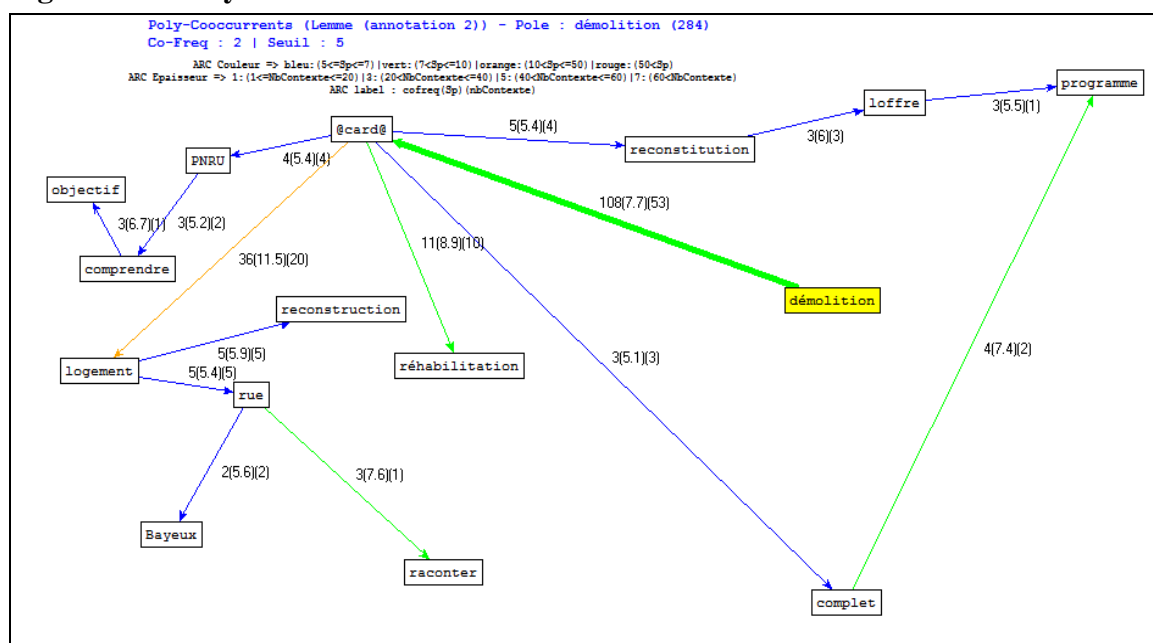 Poly-Cooccurrents (Lemme (annotation 2)) - Pole : démolition (284)
Co-Freq : 2 | Seuil : 5
ARC Couleur => bleu:(5<=Sp<=7)|vert:(7<Sp<=10)|orange:(10<Sp<=50)|rouge:(50<Sp)
ARC Epaisseur => 1:(1<=NbContexte<=20)|3:(20<NbContexte<=40)|5:(40<NbContexte<=60)|7:(60<NbContexte)
ARC label : cofreq(Sp)(nbContexte)
programme
loffre
3(5.5)(1)
@card@
5(5.4)(4)
3(6)(3)
reconstitution
PNRU
4(5.4)(4)
objectif
108(7.7)(53)
3(6.7)(1)
3(5.2)(2)
11(8.9)(10)
comprendre
36(11.5)(20)
démolition
reconstruction
5(5.9)(5)
3(5.1)(3)
4(7.4)(2)
logement
5(5.4)(5)
réhabilitation
rue
2(5.6)(2)
3(7.6)(1)
Bayeux
raconter
complet